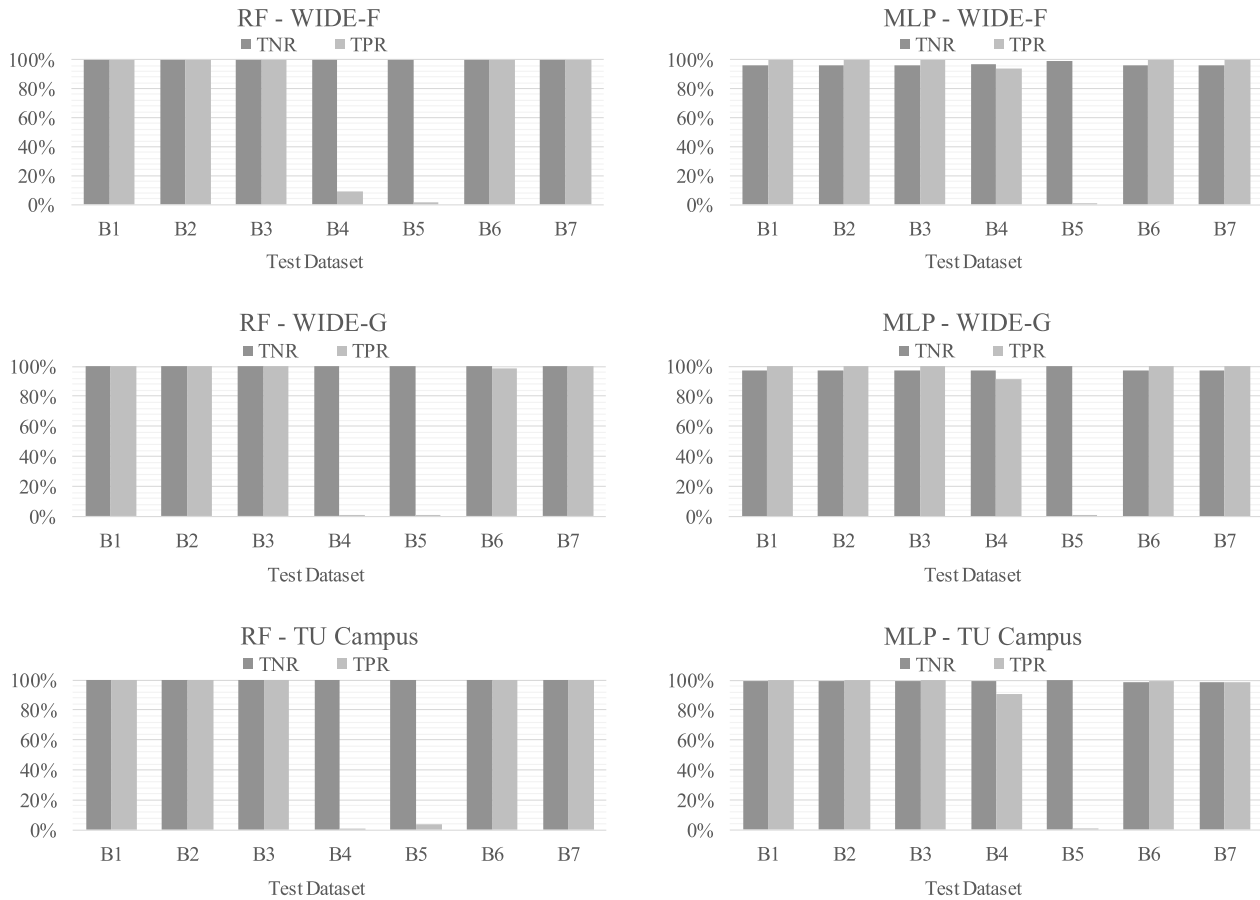 RF - WIDE-F
TNR TPR
100%
80%
60%
40%
20%
0%
B1 B2 B3 B4 B5 B6 B7
Test Dataset
MLP - WIDE-F
TNR TPR
100%
80%
60%
40%
20%
0%
B1 B2 B3 B4 B5 B6 B7
Test Dataset
RF - WIDE-G
TNR TPR
100%
80%
60%
40%
20%
0%
B1 B2 B3 B4 B5 B6 B7
Test Dataset
MLP - WIDE-G
TNR TPR
100%
80%
60%
40%
20%
0%
B1 B2 B3 B4 B5 B6 B7
Test Dataset
RF - TU Campus
TNR TPR
100%
80%
60%
40%
20%
0%
B1 B2 B3 B4 B5 B6 B7
Test Dataset
MLP - TU Campus
TNR TPR
100%
80%
60%
40%
20%
0%
B1 B2 B3 B4 B5 B6 B7
Test Dataset